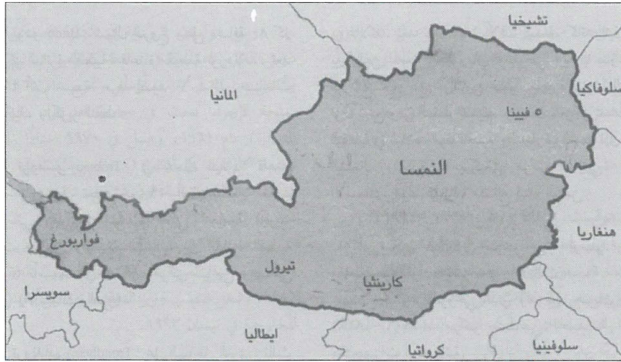 تشيخيا
سلوفاكيا
المانيا
فيينا
النمسا
هنغاريا
فواربورغ
تيرول
كارينثيا
سويسرا
ايطاليا
كرواتيا
سلوفينيا